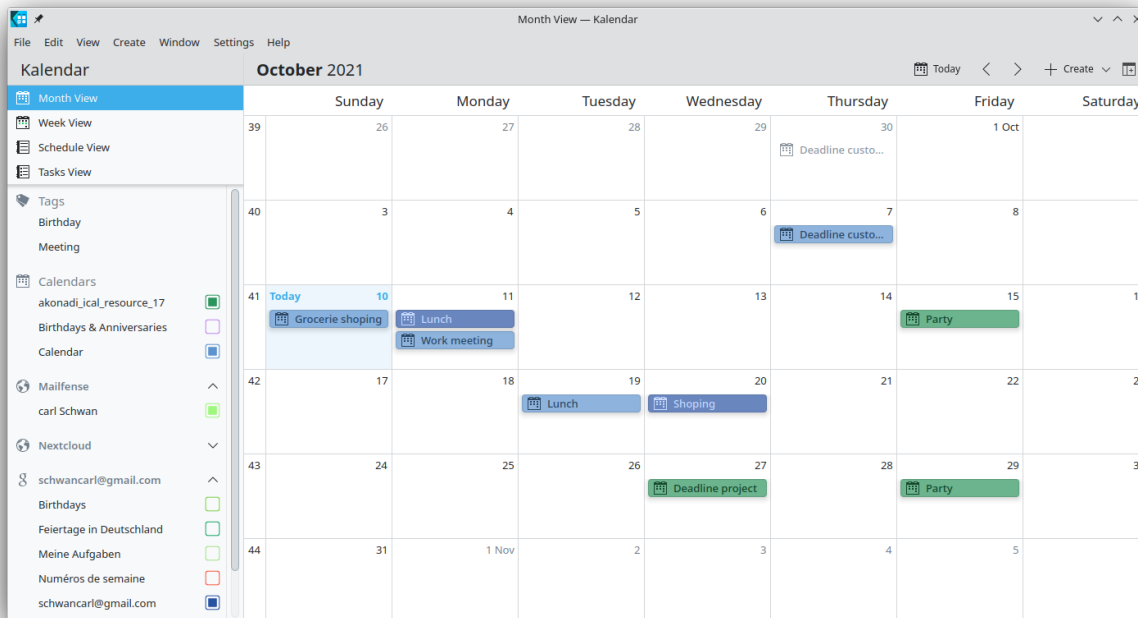 Month View — Kalendar
File Edit View Create Window Settings Help
Kalendar
Month View
Week View
Schedule View
Tasks View
Tags
Birthday
Meeting
Calendars
akonadi_ical_resource_17
Birthdays & Anniversaries
Calendar
Mailfense
carl Schwan
Nextcloud
schwancarl@gmail.com
Birthdays
Feiertage in Deutschland
Meine Aufgaben
Numéros de semaine
schwancarl@gmail.com
October 2021
Today Create
Sunday Monday Tuesday Wednesday Thursday Friday Saturday
39 26 27 28 29 30 1 Oct
Deadline custo...
40 3 4 5 6 7 8
Deadline custo...
41 Today 10 11 12 13 14 15
Grocerie shoping Lunch Party
Work meeting
42 17 18 19 20 21 22
Lunch Shoping
43 24 25 26 27 28 29
Deadline project Party
44 31 1 Nov 2 3 4 5